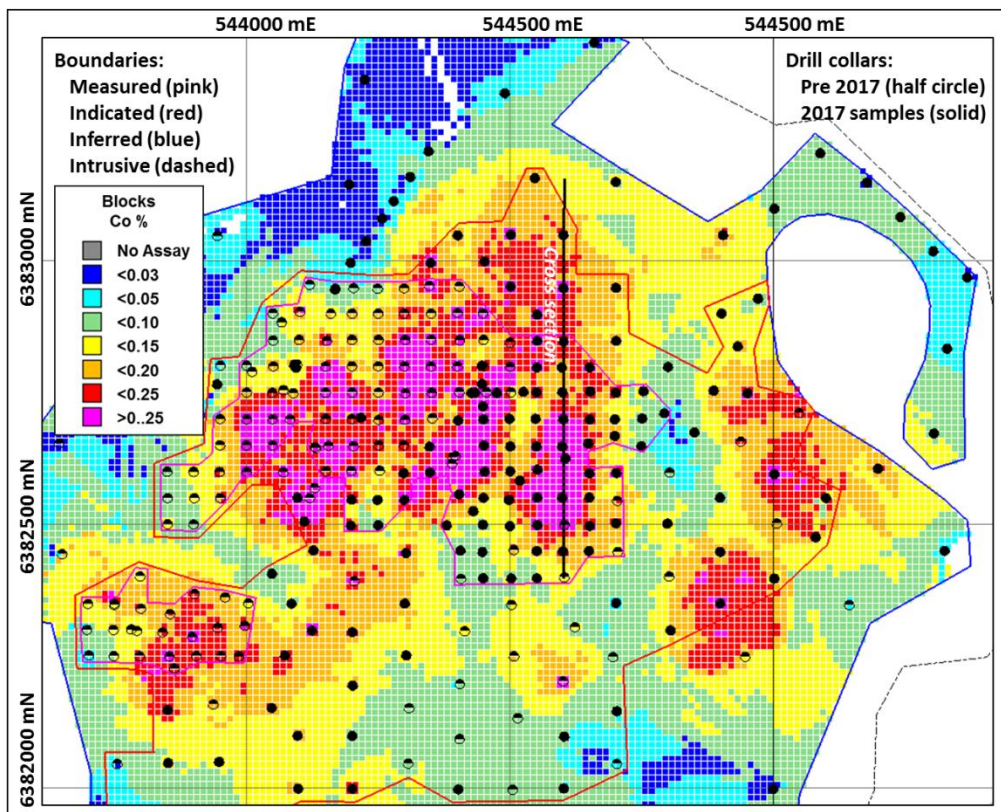 544000 mE
544500 mE
544500 mE
Boundaries:
Measured (pink)
Indicated (red)
Inferred (blue)
Intrusive (dashed)
Drill collars:
Pre 2017 (half circle)
2017 samples (solid)
Blocks
Co %
No Assay
<0.03
<0.05
<0.10
<0.15
<0.20
<0.25
>0..25
6383000 mN
6382500 mN
6382000 mN
Cross section